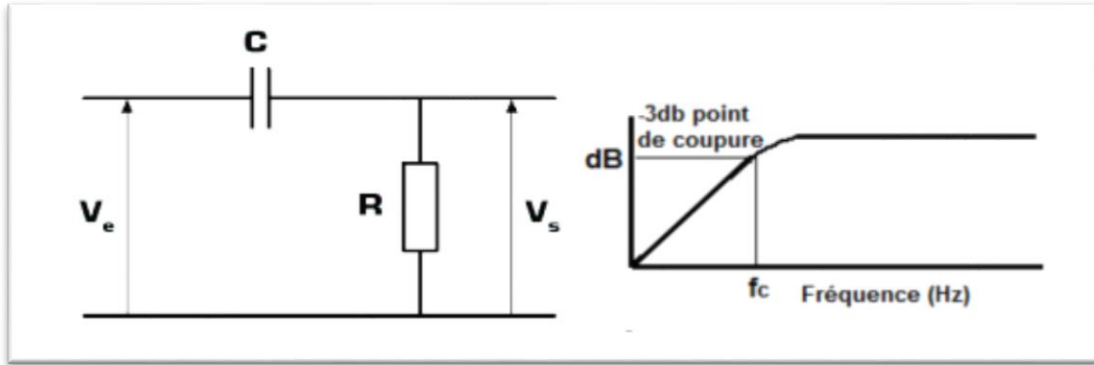 C
R
Vₑ
Vₛ
-3db point
de coupure
dB
fc
Fréquence (Hz)